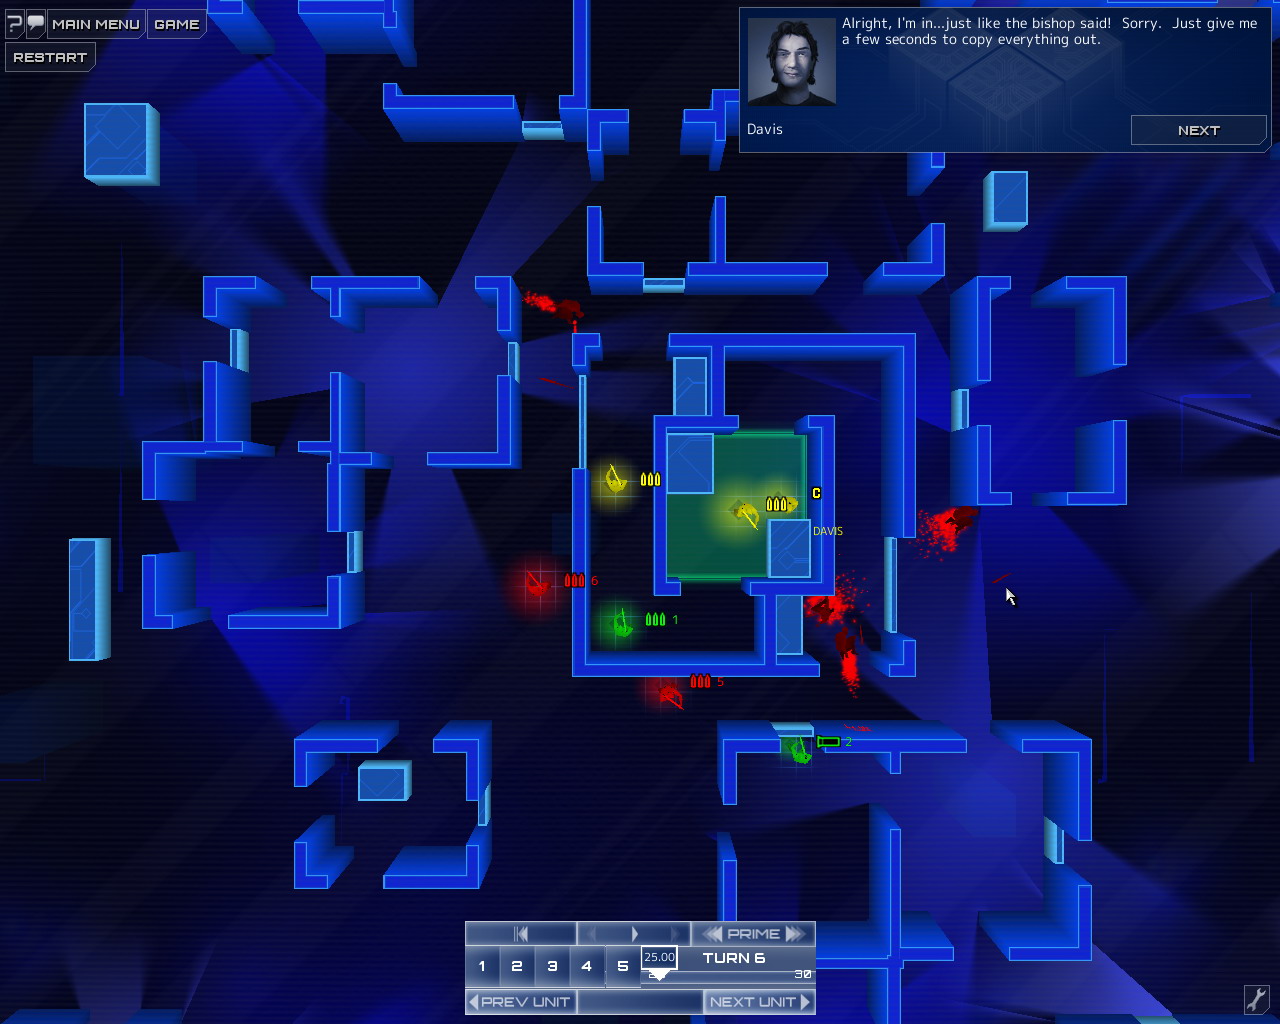 ?
MAIN MENU
GAME
RESTART
Alright, I'm in...just like the bishop said!  Sorry.  Just give me
a few seconds to copy everything out.
Davis
NEXT
C
DAVIS
6
1
5
2
PRIME
1
2
3
4
5
25.00
TURN 6
30
PREV UNIT
NEXT UNIT